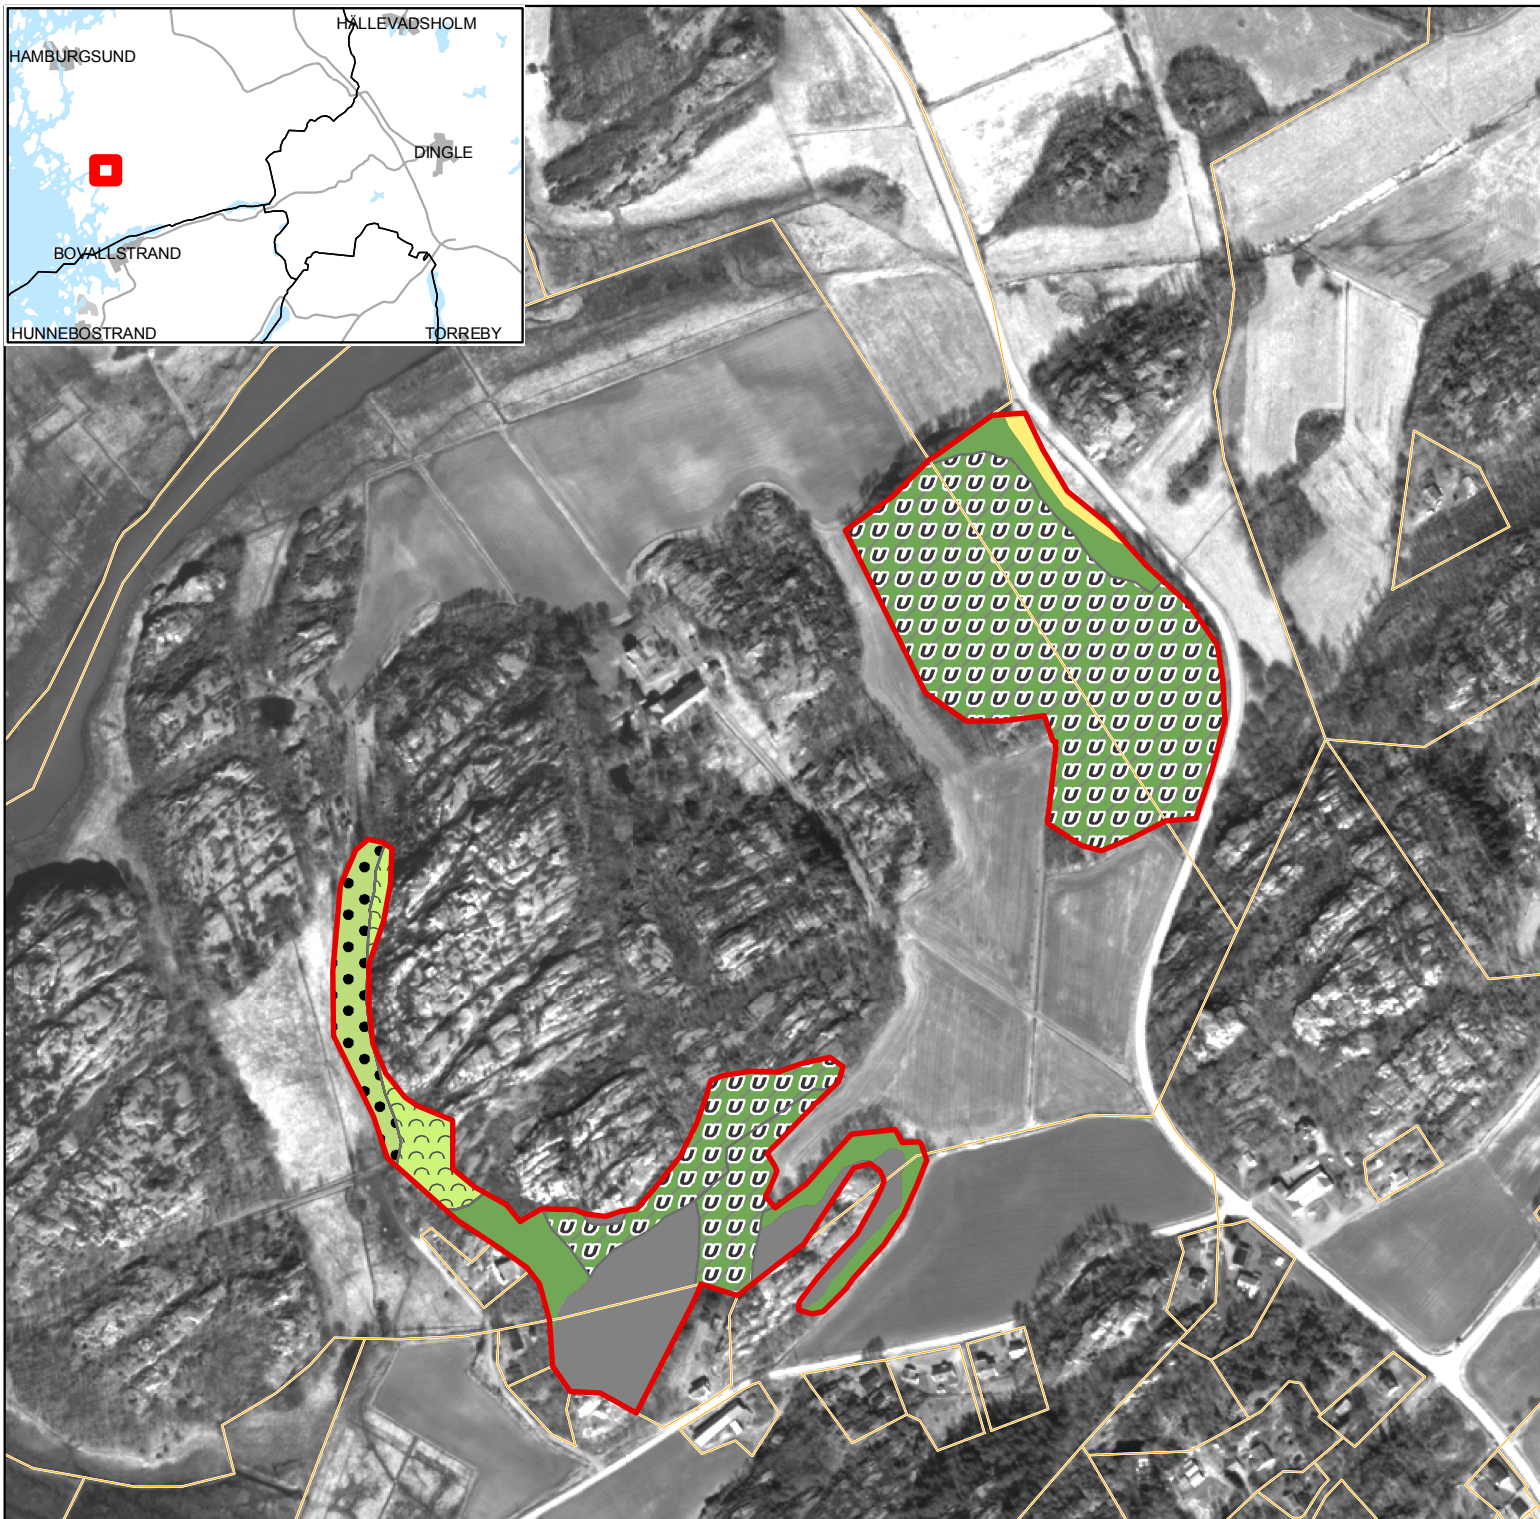 HÄLLEVADSHOLM
HAMBURGSUND
DINGLE
BOVALLSTRAND
HUNNEBOSTRAND
TORREBY